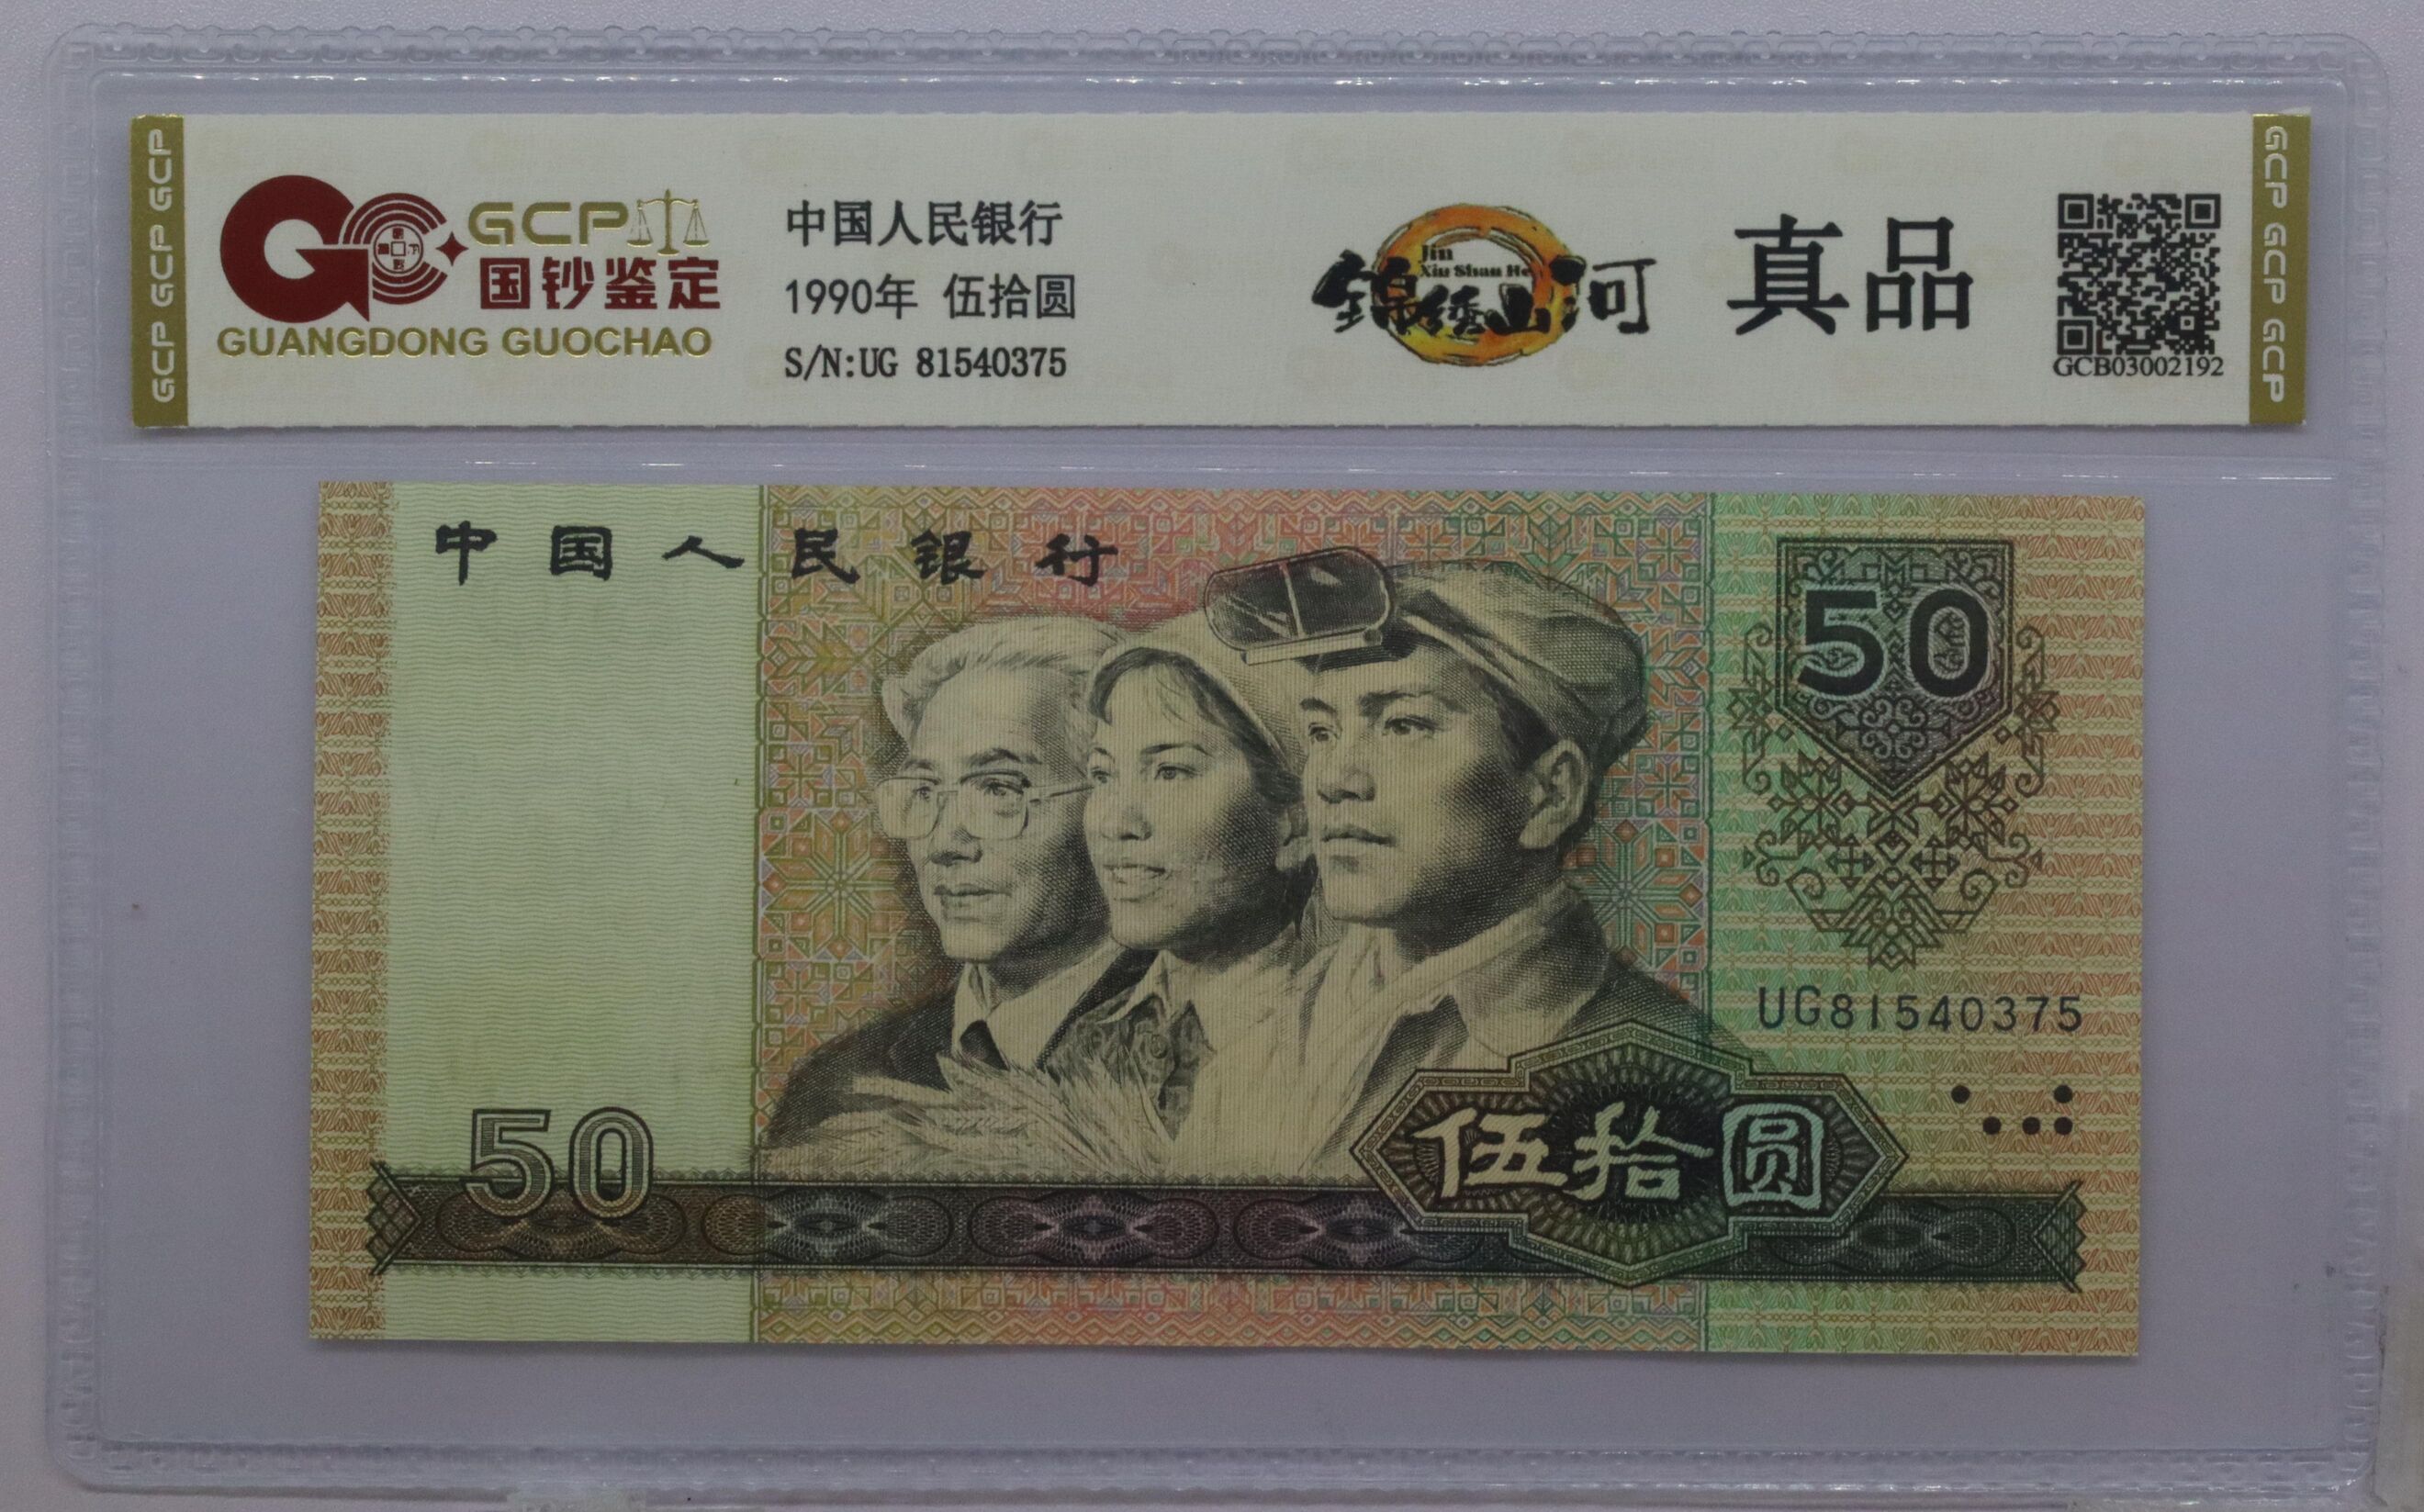 GCP GCP GCP
GCP
国钞鉴定
GUANGDONG GUOCHAO
中国人民银行
1990年 伍拾圆
S/N:UG 81540375
Jin
Xiu Shan He
锦绣山河
真品
GCB03002192
GCP GCP GCP
中国人民银行
50
UG81540375
50
伍拾圆